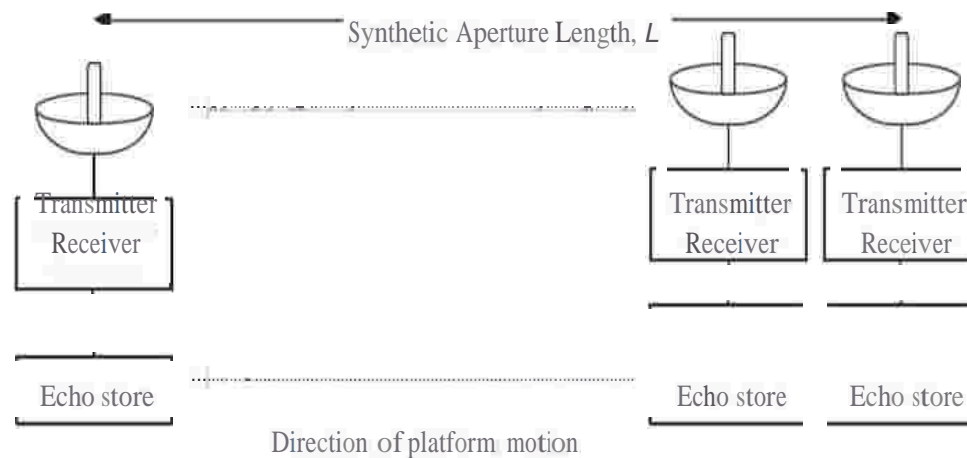 Synthetic Aperture Length, L
Transmitter
Receiver
Transmitter
Receiver
Transmitter
Receiver
Echo store
Echo store
Echo store
Direction of platform motion